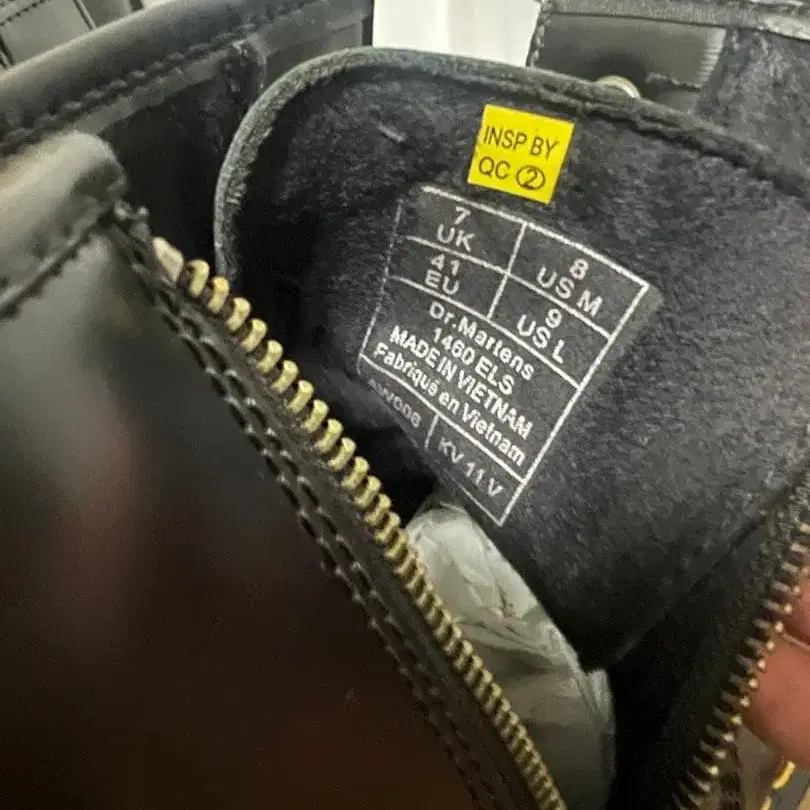 INSP BY
QC ②
7
UK
8
US M
41
EU
9
US L
Dr.Martens
1460 ELS
MADE IN VIETNAM
Fabriqué en Vietnam
KV 11 V